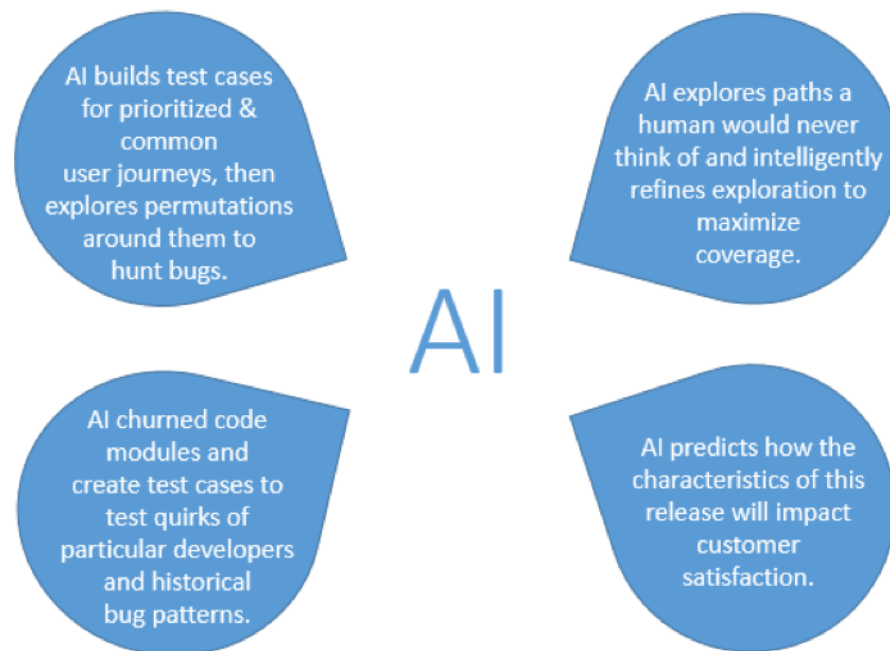 AI builds test cases
for prioritized &
common
user journeys, then
explores permutations
around them to
hunt bugs.
AI explores paths a
human would never
think of and intelligently
refines exploration to
maximize
coverage.
AI
AI churned code
modules and
create test cases to
test quirks of
particular developers
and historical
bug patterns.
AI predicts how the
characteristics of this
release will impact
customer
satisfaction.